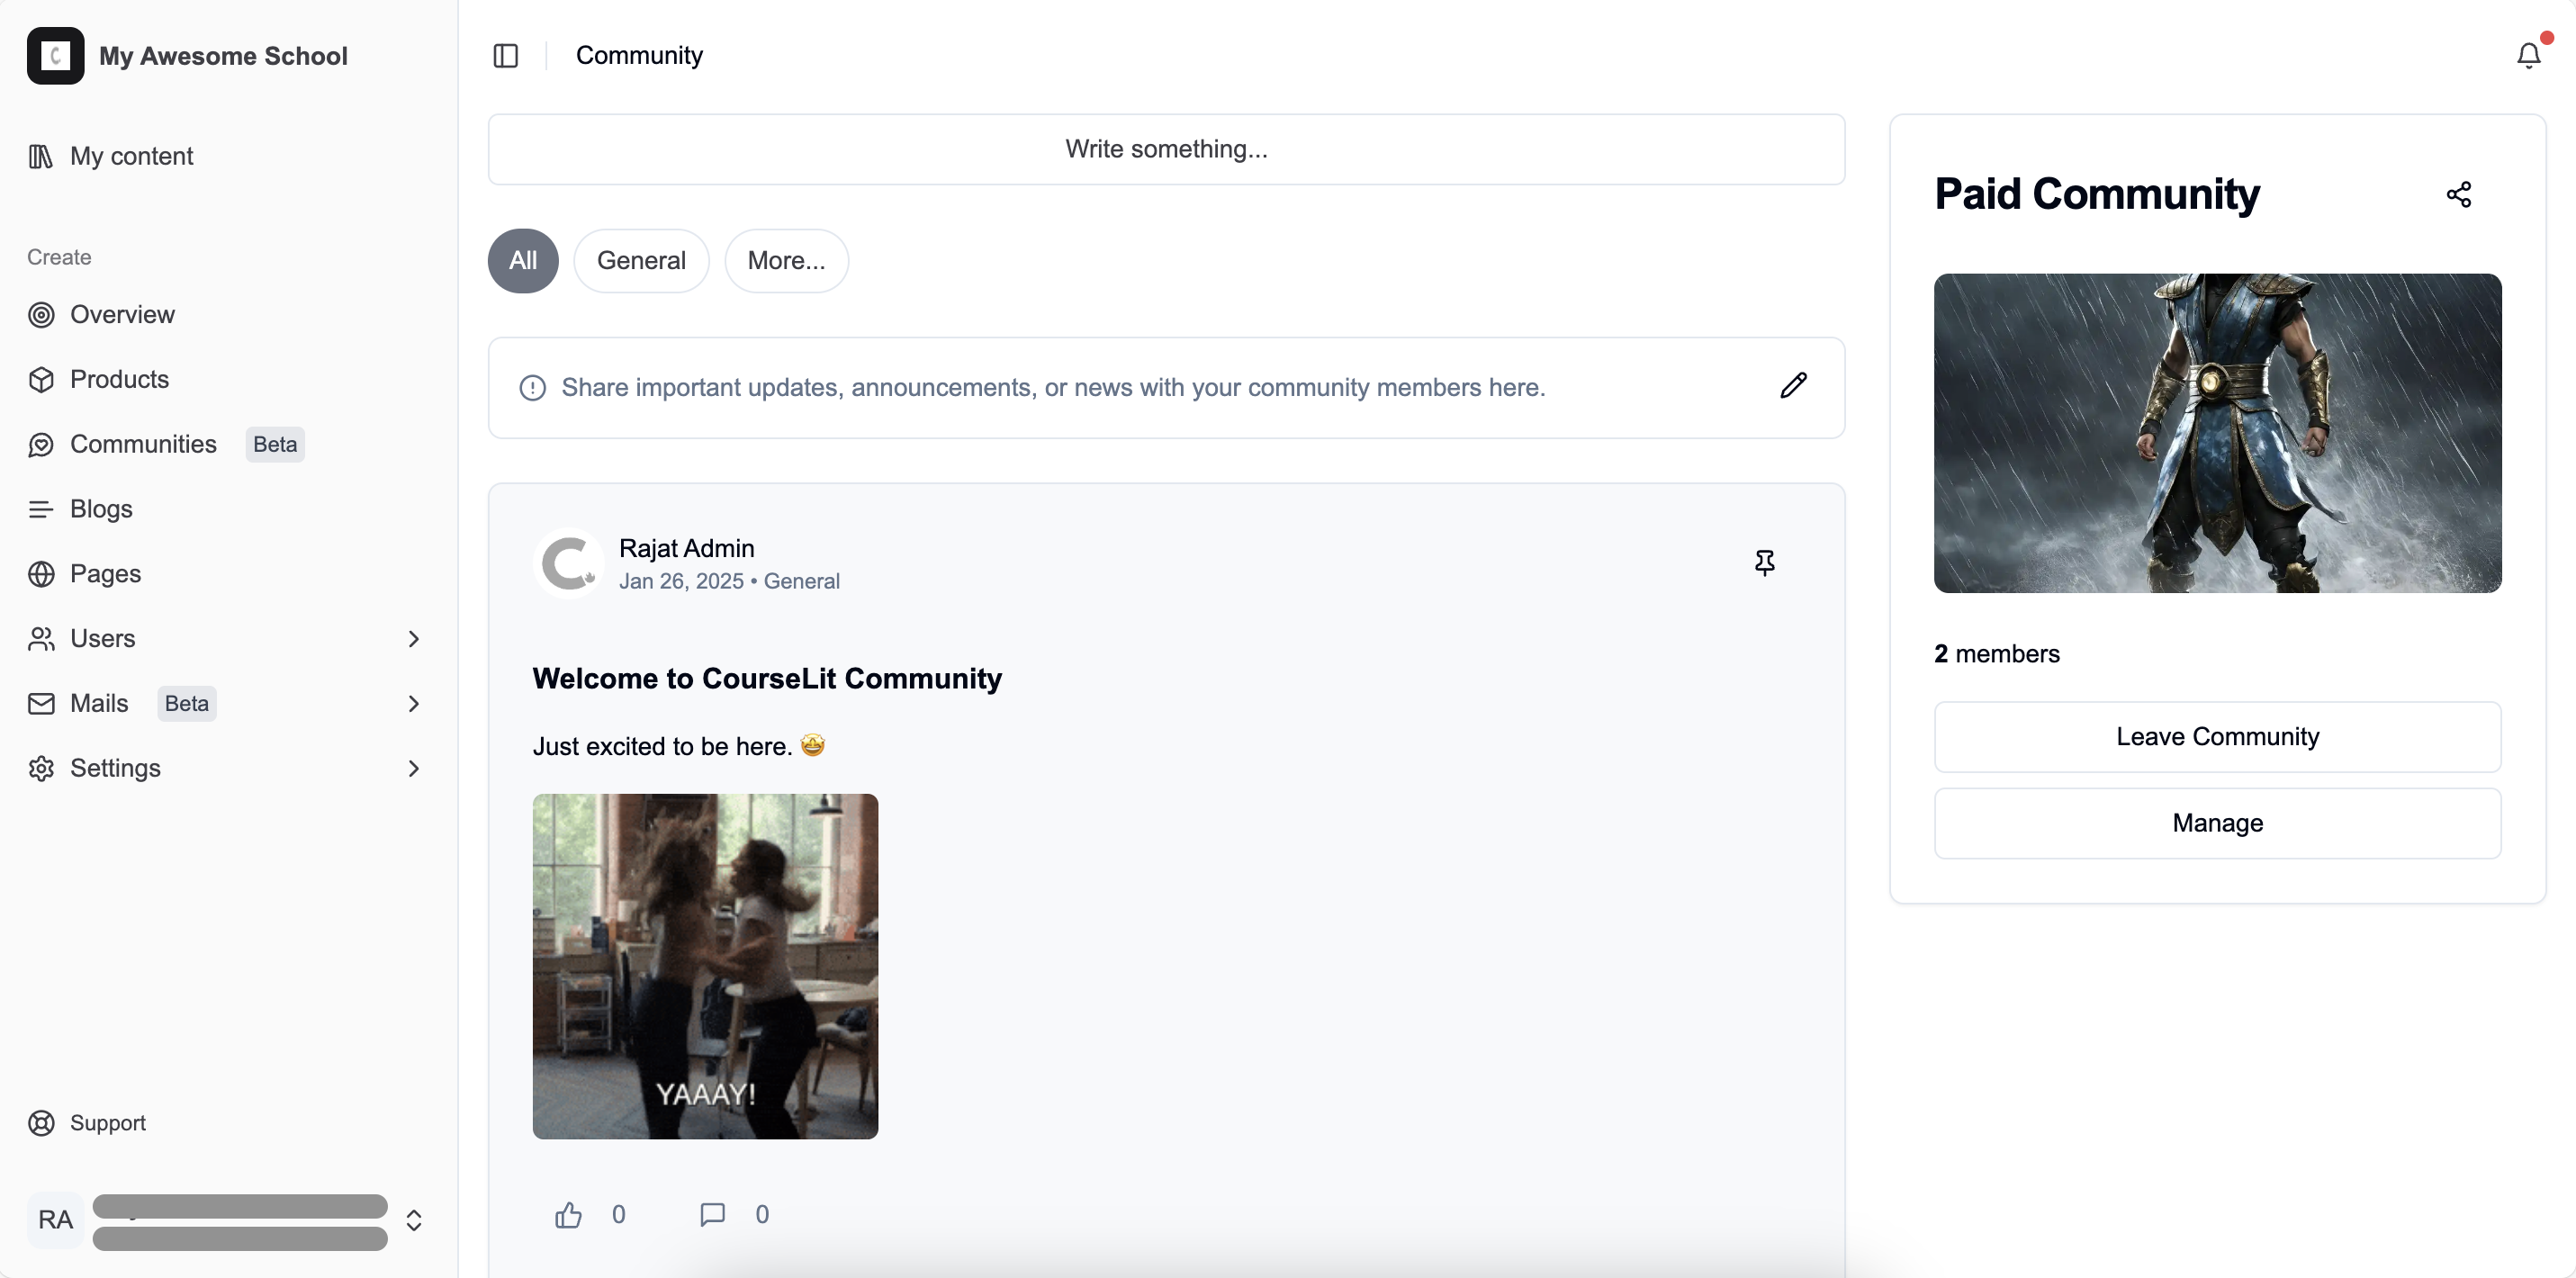 My Awesome School
My content
Create
Overview
Products
Communities Beta
Blogs
Pages
Users
Mails Beta
Settings
Support
RA
Community
Write something...
All General More...
Share important updates, announcements, or news with your community members here.
Rajat Admin
Jan 26, 2025 • General
Welcome to CourseLit Community
Just excited to be here. 🤩
YAAAY!
0 0
Paid Community
2 members
Leave Community
Manage